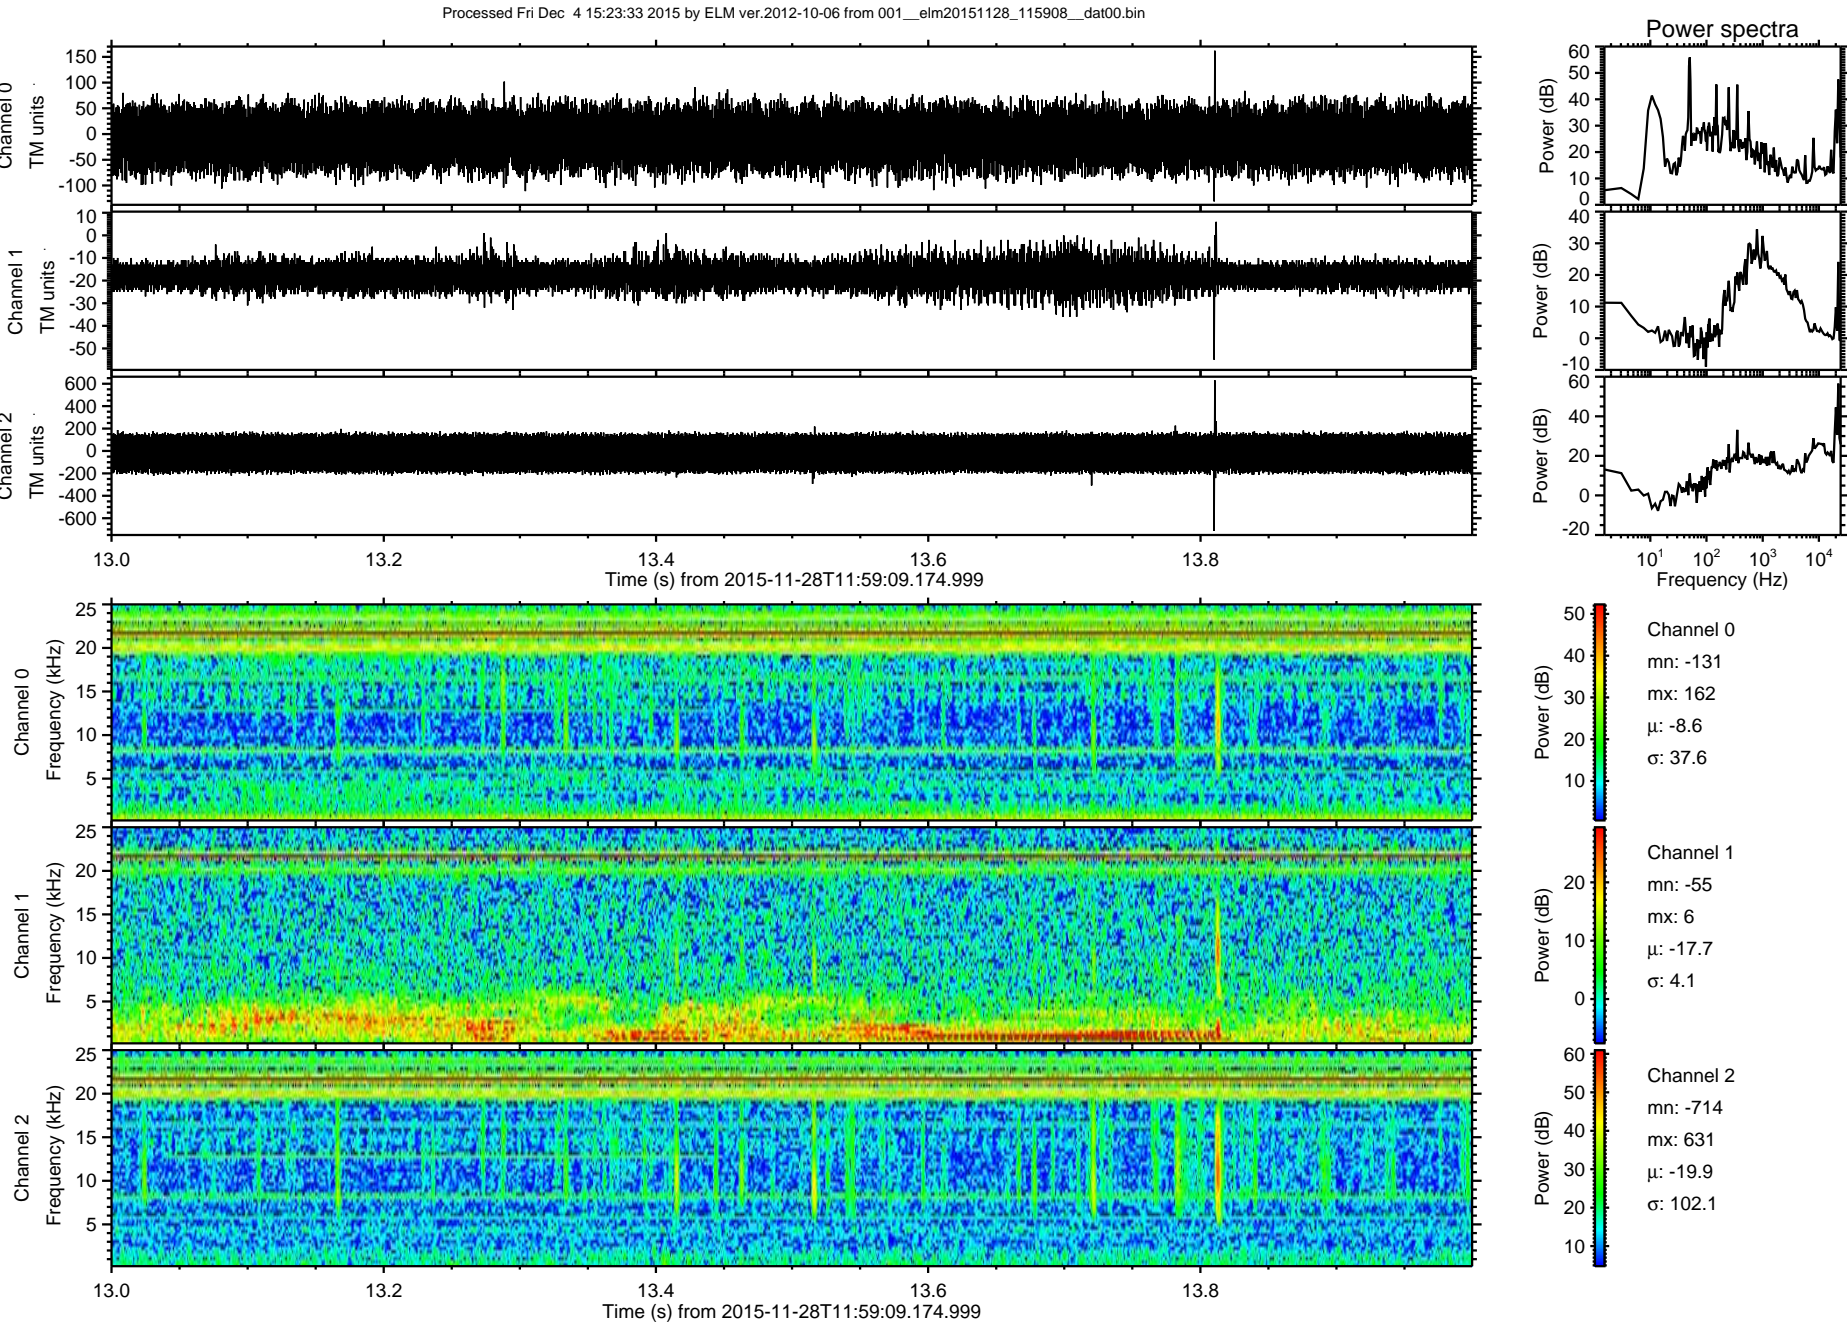 Processed Fri Dec 4 15:23:33 2015 by ELM ver.2012-10-06 from 001__elm20151128_115908__dat00.bin
Power spectra
Channel 0
TM units
150
100
50
0
-50
-100
Power (dB)
60
50
40
30
20
10
0
Channel 1
TM units
10
0
-10
-20
-30
-40
-50
Power (dB)
40
30
20
10
0
-10
Channel 2
TM units
600
400
200
0
-200
-400
-600
Power (dB)
60
40
20
0
-20
13.0 13.2 13.4 13.6 13.8
Time (s) from 2015-11-28T11:59:09.174.999
10^1 10^2 10^3 10^4
Frequency (Hz)
Channel 0
Frequency (kHz)
25
20
15
10
5
Power (dB)
50
40
30
20
10
Channel 0
mn: -131
mx: 162
μ: -8.6
σ: 37.6
Channel 1
Frequency (kHz)
25
20
15
10
5
Power (dB)
20
10
0
Channel 1
mn: -55
mx: 6
μ: -17.7
σ: 4.1
Channel 2
Frequency (kHz)
25
20
15
10
5
Power (dB)
60
50
40
30
20
10
Channel 2
mn: -714
mx: 631
μ: -19.9
σ: 102.1
13.0 13.2 13.4 13.6 13.8
Time (s) from 2015-11-28T11:59:09.174.999